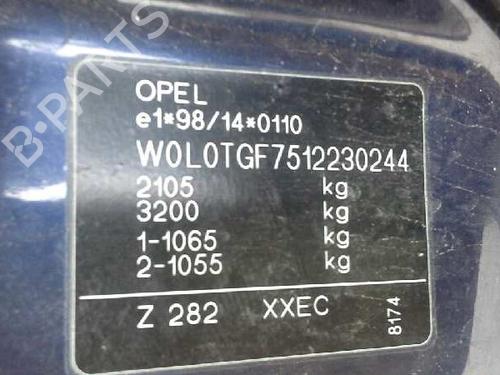 B-PARTS
OPEL
e1*98/14*0110
W0L0TGF7512230244
2105 kg
3200 kg
1-1065 kg
2-1055 kg
Z 282 XXEC
8174